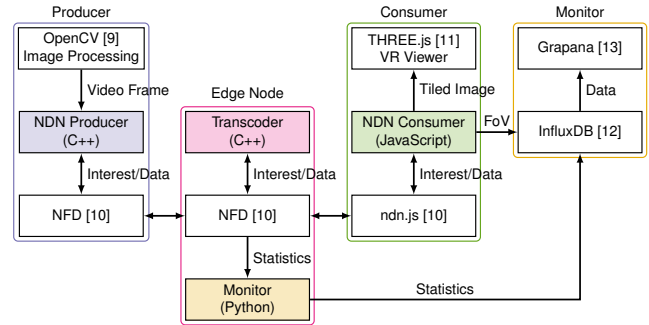 Producer
OpenCV [9]
Image Processing
Video Frame
NDN Producer
(C++)
Interest/Data
NFD [10]
Edge Node
Transcoder
(C++)
Interest/Data
NFD [10]
Statistics
Monitor
(Python)
Consumer
THREE.js [11]
VR Viewer
Tiled Image
NDN Consumer
(JavaScript)
FoV
Interest/Data
ndn.js [10]
Statistics
Monitor
Grapana [13]
Data
InfluxDB [12]